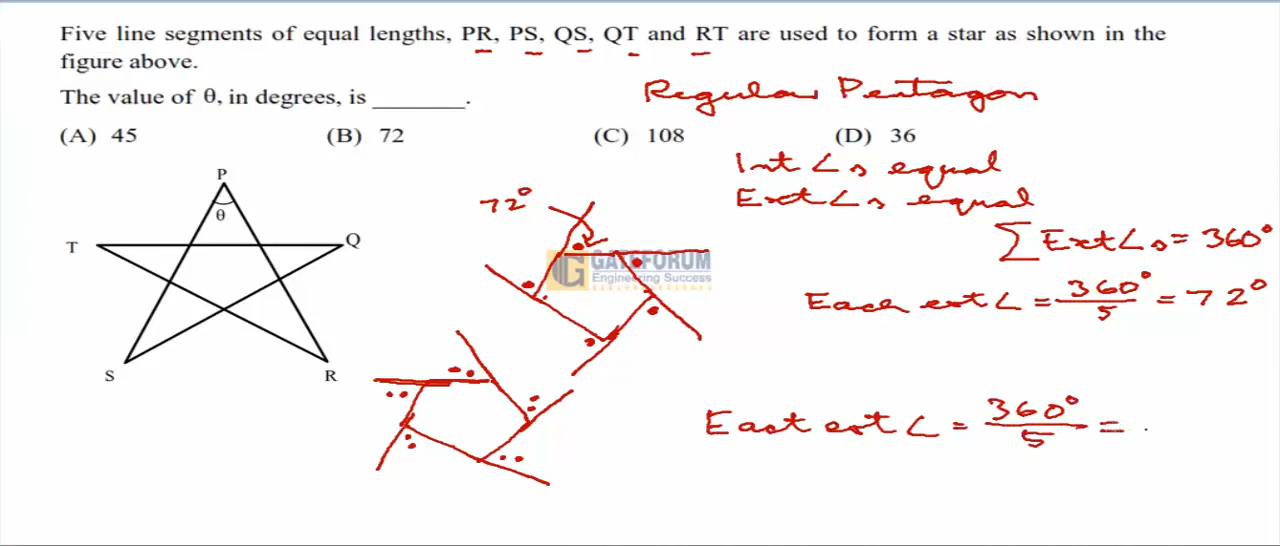 Five line segments of equal lengths, PR, PS, QS, QT and RT are used to form a star as shown in the
figure above.
The value of θ, in degrees, is ________.
Regular Pentagon
(A) 45 (B) 72 (C) 108 (D) 36
Int ∠s equal
Ext ∠s equal
P
θ
T
Q
S
R
72°
GATEFORUM
Engineering Success
∑ Ext ∠s = 360°
Each ext ∠ = 360°/5 = 72°
East ext ∠ = 360°/5 =